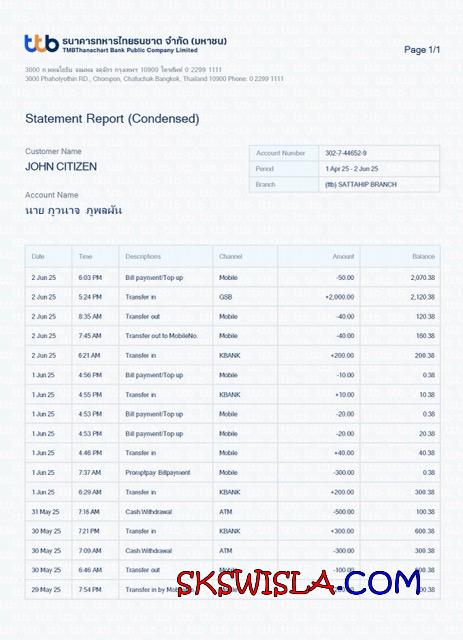 ttb ธนาคารทหารไทยธนชาต จำกัด (มหาชน)
TMBThanachart Bank Public Company Limited
Page 1/1
3000 ถ.พหลโยธิน จอมพล จตุจักร กรุงเทพฯ 10900 โทรศัพท์ 0 2299 1111
3000 Phaholyothin RD., Chompon, Chatuchak Bangkok, Thailand 10900 Phone: 0 2299 1111
Statement Report (Condensed)
Customer Name
JOHN CITIZEN
Account Number 302-7-44652-9
Period 1 Apr 25 - 2 Jun 25
Branch (ttb) SATTAHIP BRANCH
Account Name
นาย ภูวนาจ ภูพลผัน
Date Time Descriptions Channel Amount Balance
2 Jun 25 6:03 PM Bill payment/Top up Mobile -50.00 2,070.38
2 Jun 25 5:24 PM Transfer in GSB +2,000.00 2,120.38
2 Jun 25 8:35 AM Transfer out Mobile -40.00 120.38
2 Jun 25 7:45 AM Transfer out to MobileNo. Mobile -40.00 160.38
2 Jun 25 6:21 AM Transfer in KBANK +200.00 200.38
1 Jun 25 4:56 PM Bill payment/Top up Mobile -10.00 0.38
1 Jun 25 4:55 PM Transfer in KBANK +10.00 10.38
1 Jun 25 4:53 PM Bill payment/Top up Mobile -20.00 0.38
1 Jun 25 4:53 PM Bill payment/Top up Mobile -20.00 20.38
1 Jun 25 4:46 PM Transfer in Mobile +40.00 40.38
1 Jun 25 7:37 AM Promptpay Billpayment Mobile -300.00 0.38
1 Jun 25 6:29 AM Transfer in KBANK +200.00 300.38
31 May 25 7:16 AM Cash Withdrawal ATM -500.00 100.38
30 May 25 7:21 PM Transfer in KBANK +300.00 600.38
30 May 25 7:09 AM Cash Withdrawal ATM -300.00 300.38
30 May 25 6:46 AM Transfer out Mobile -100.00 600.38
29 May 25 7:54 PM Transfer in by
SKSWISLA.COM